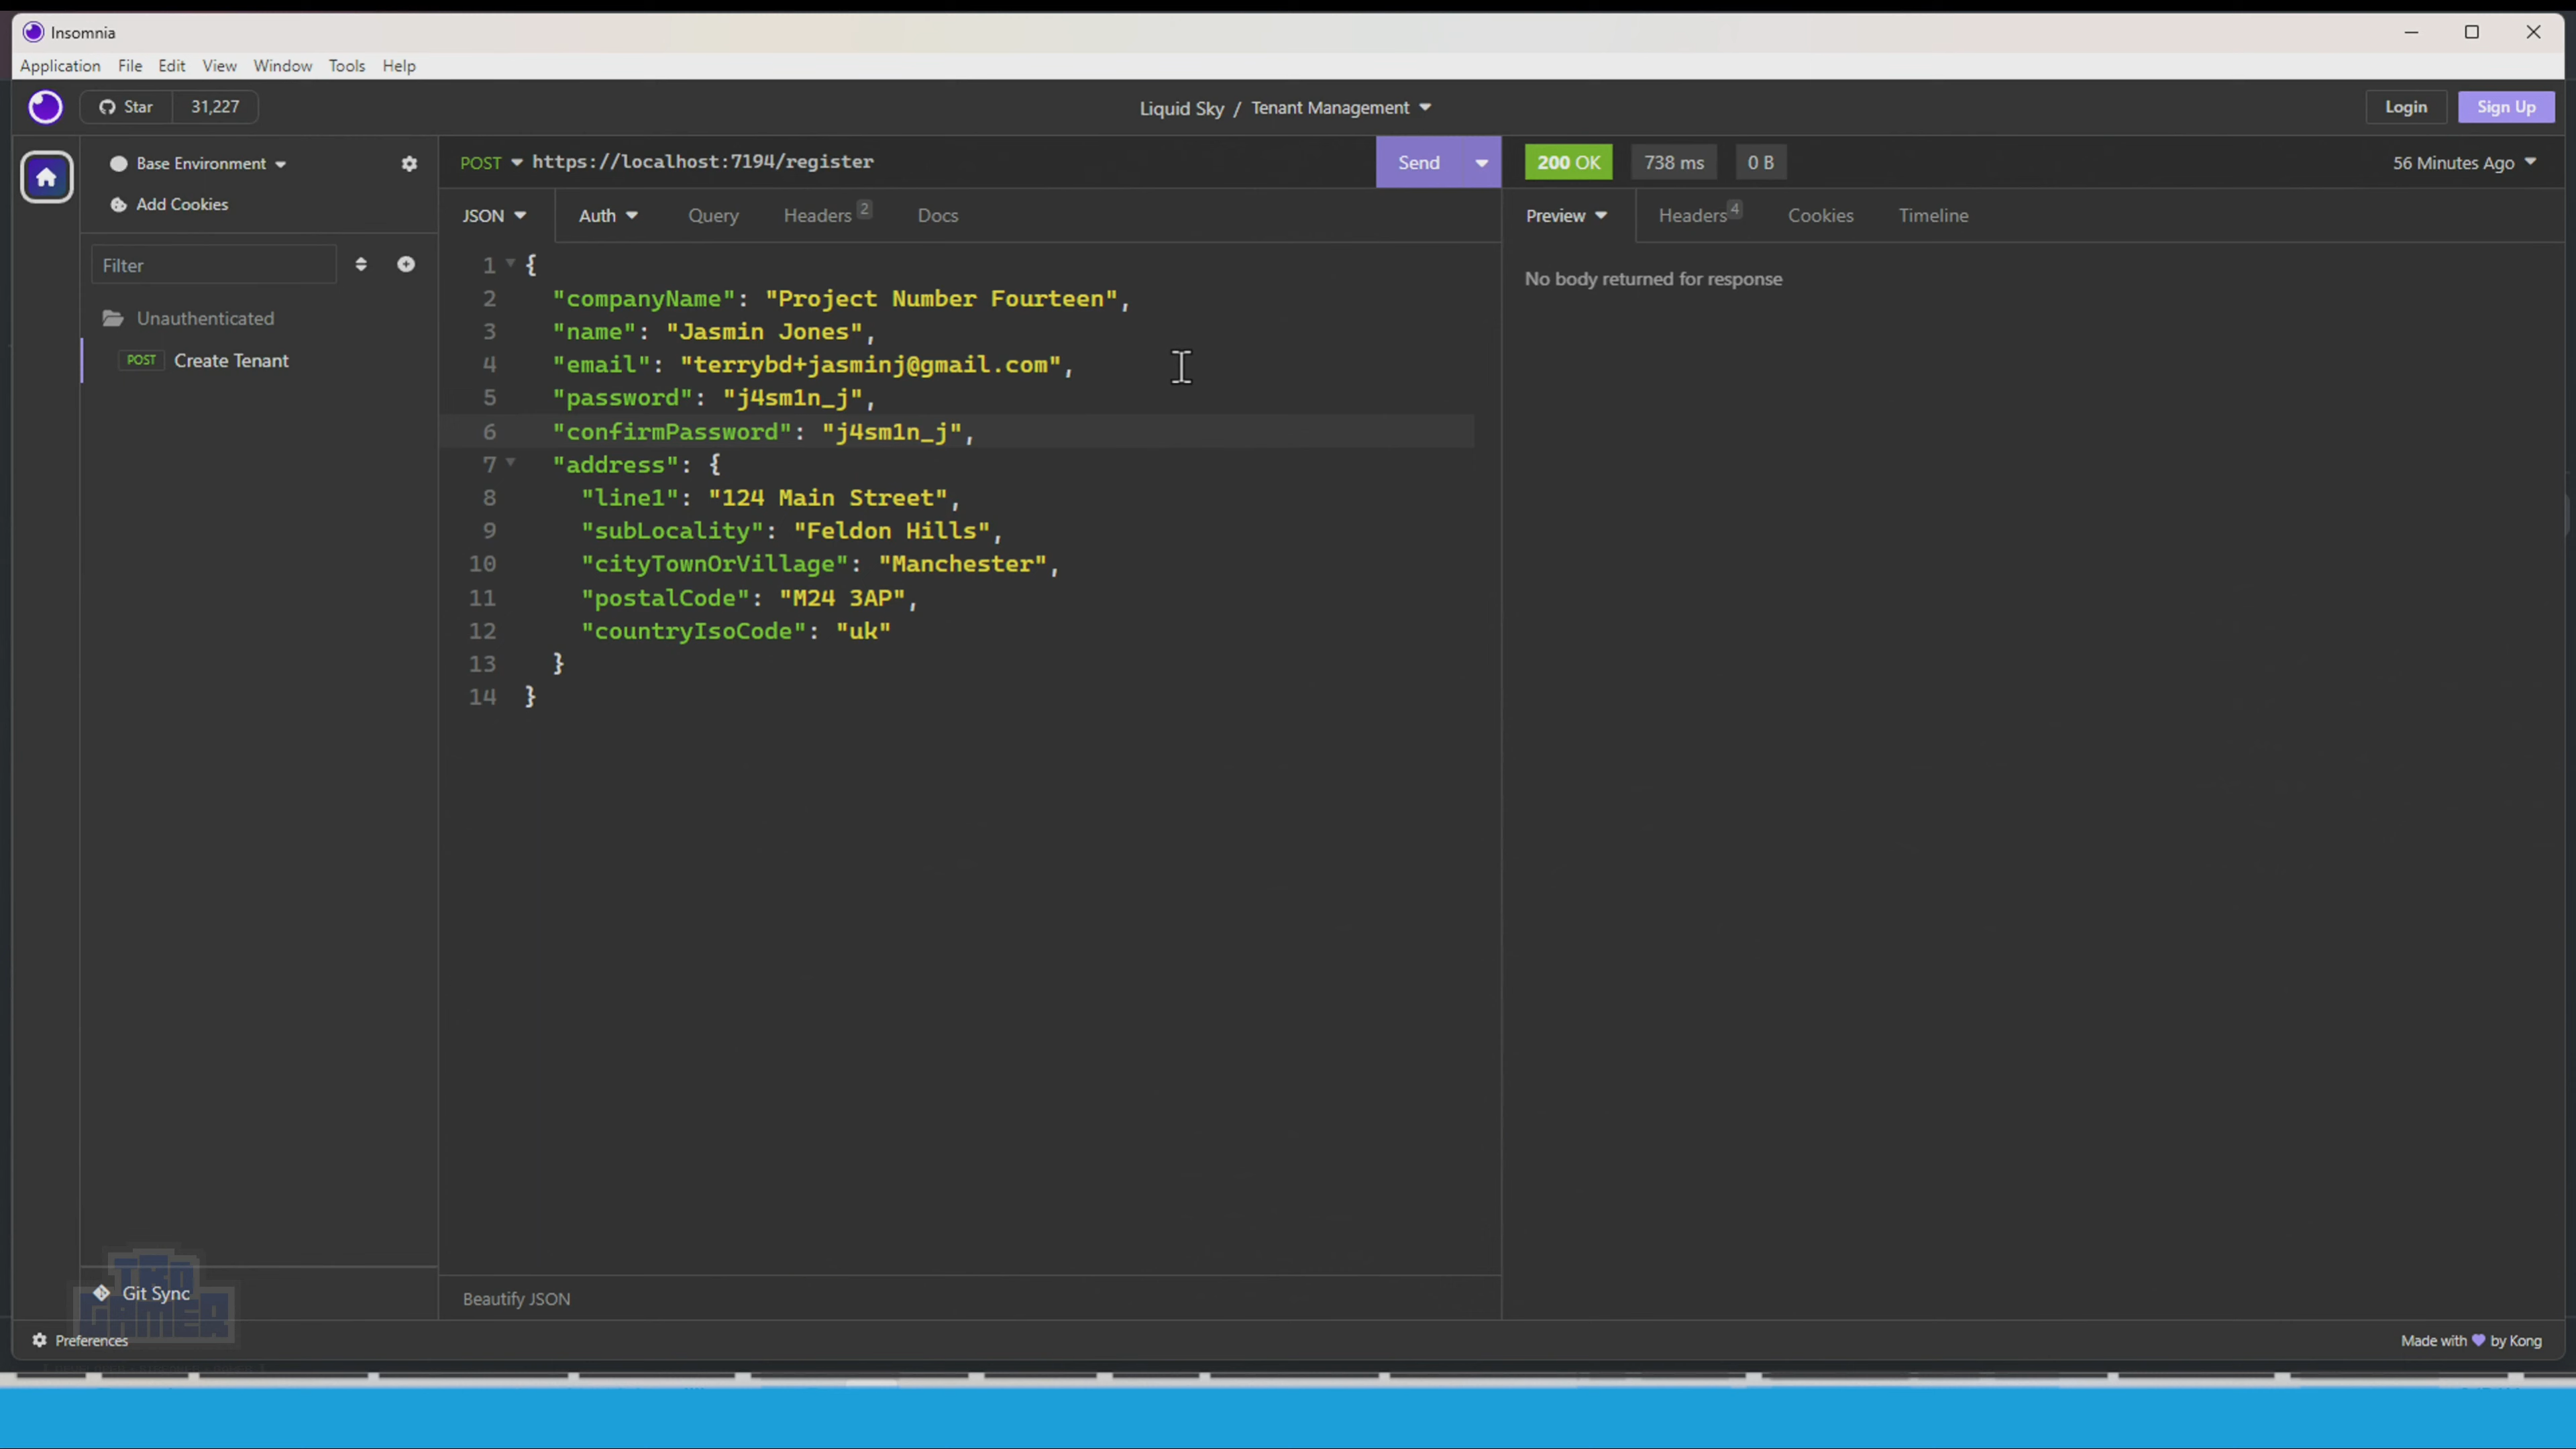 Insomnia
Application File Edit View Window Tools Help
Star 31,227
Liquid Sky / Tenant Management
Login Sign Up
Base Environment
Add Cookies
Filter
Unauthenticated
POST Create Tenant
Git Sync
TBD
GAMER
Preferences
POST https://localhost:7194/register
Send
JSON Auth Query Headers 2 Docs
1 {
2 "companyName": "Project Number Fourteen",
3 "name": "Jasmin Jones",
4 "email": "terrybd+jasminj@gmail.com",
5 "password": "j4sm1n_j",
6 "confirmPassword": "j4sm1n_j",
7 "address": {
8 "line1": "124 Main Street",
9 "subLocality": "Feldon Hills",
10 "cityTownOrVillage": "Manchester",
11 "postalCode": "M24 3AP",
12 "countryIsoCode": "uk"
13 }
14 }
Beautify JSON
200 OK 738 ms 0 B 56 Minutes Ago
Preview Headers 4 Cookies Timeline
No body returned for response
Made with 💜 by Kong